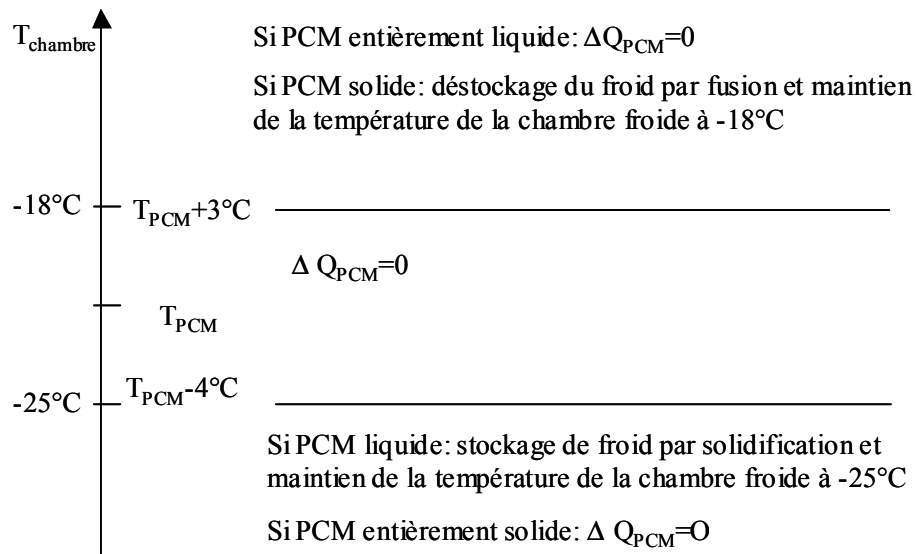 T_chambre
Si PCM entièrement liquide: ΔQ_PCM=0
Si PCM solide: déstockage du froid par fusion et maintien
de la température de la chambre froide à -18°C
-18°C
T_PCM+3°C
Δ Q_PCM=0
T_PCM
-25°C
T_PCM-4°C
Si PCM liquide: stockage de froid par solidification et
maintien de la température de la chambre froide à -25°C
Si PCM entièrement solide: Δ Q_PCM=O